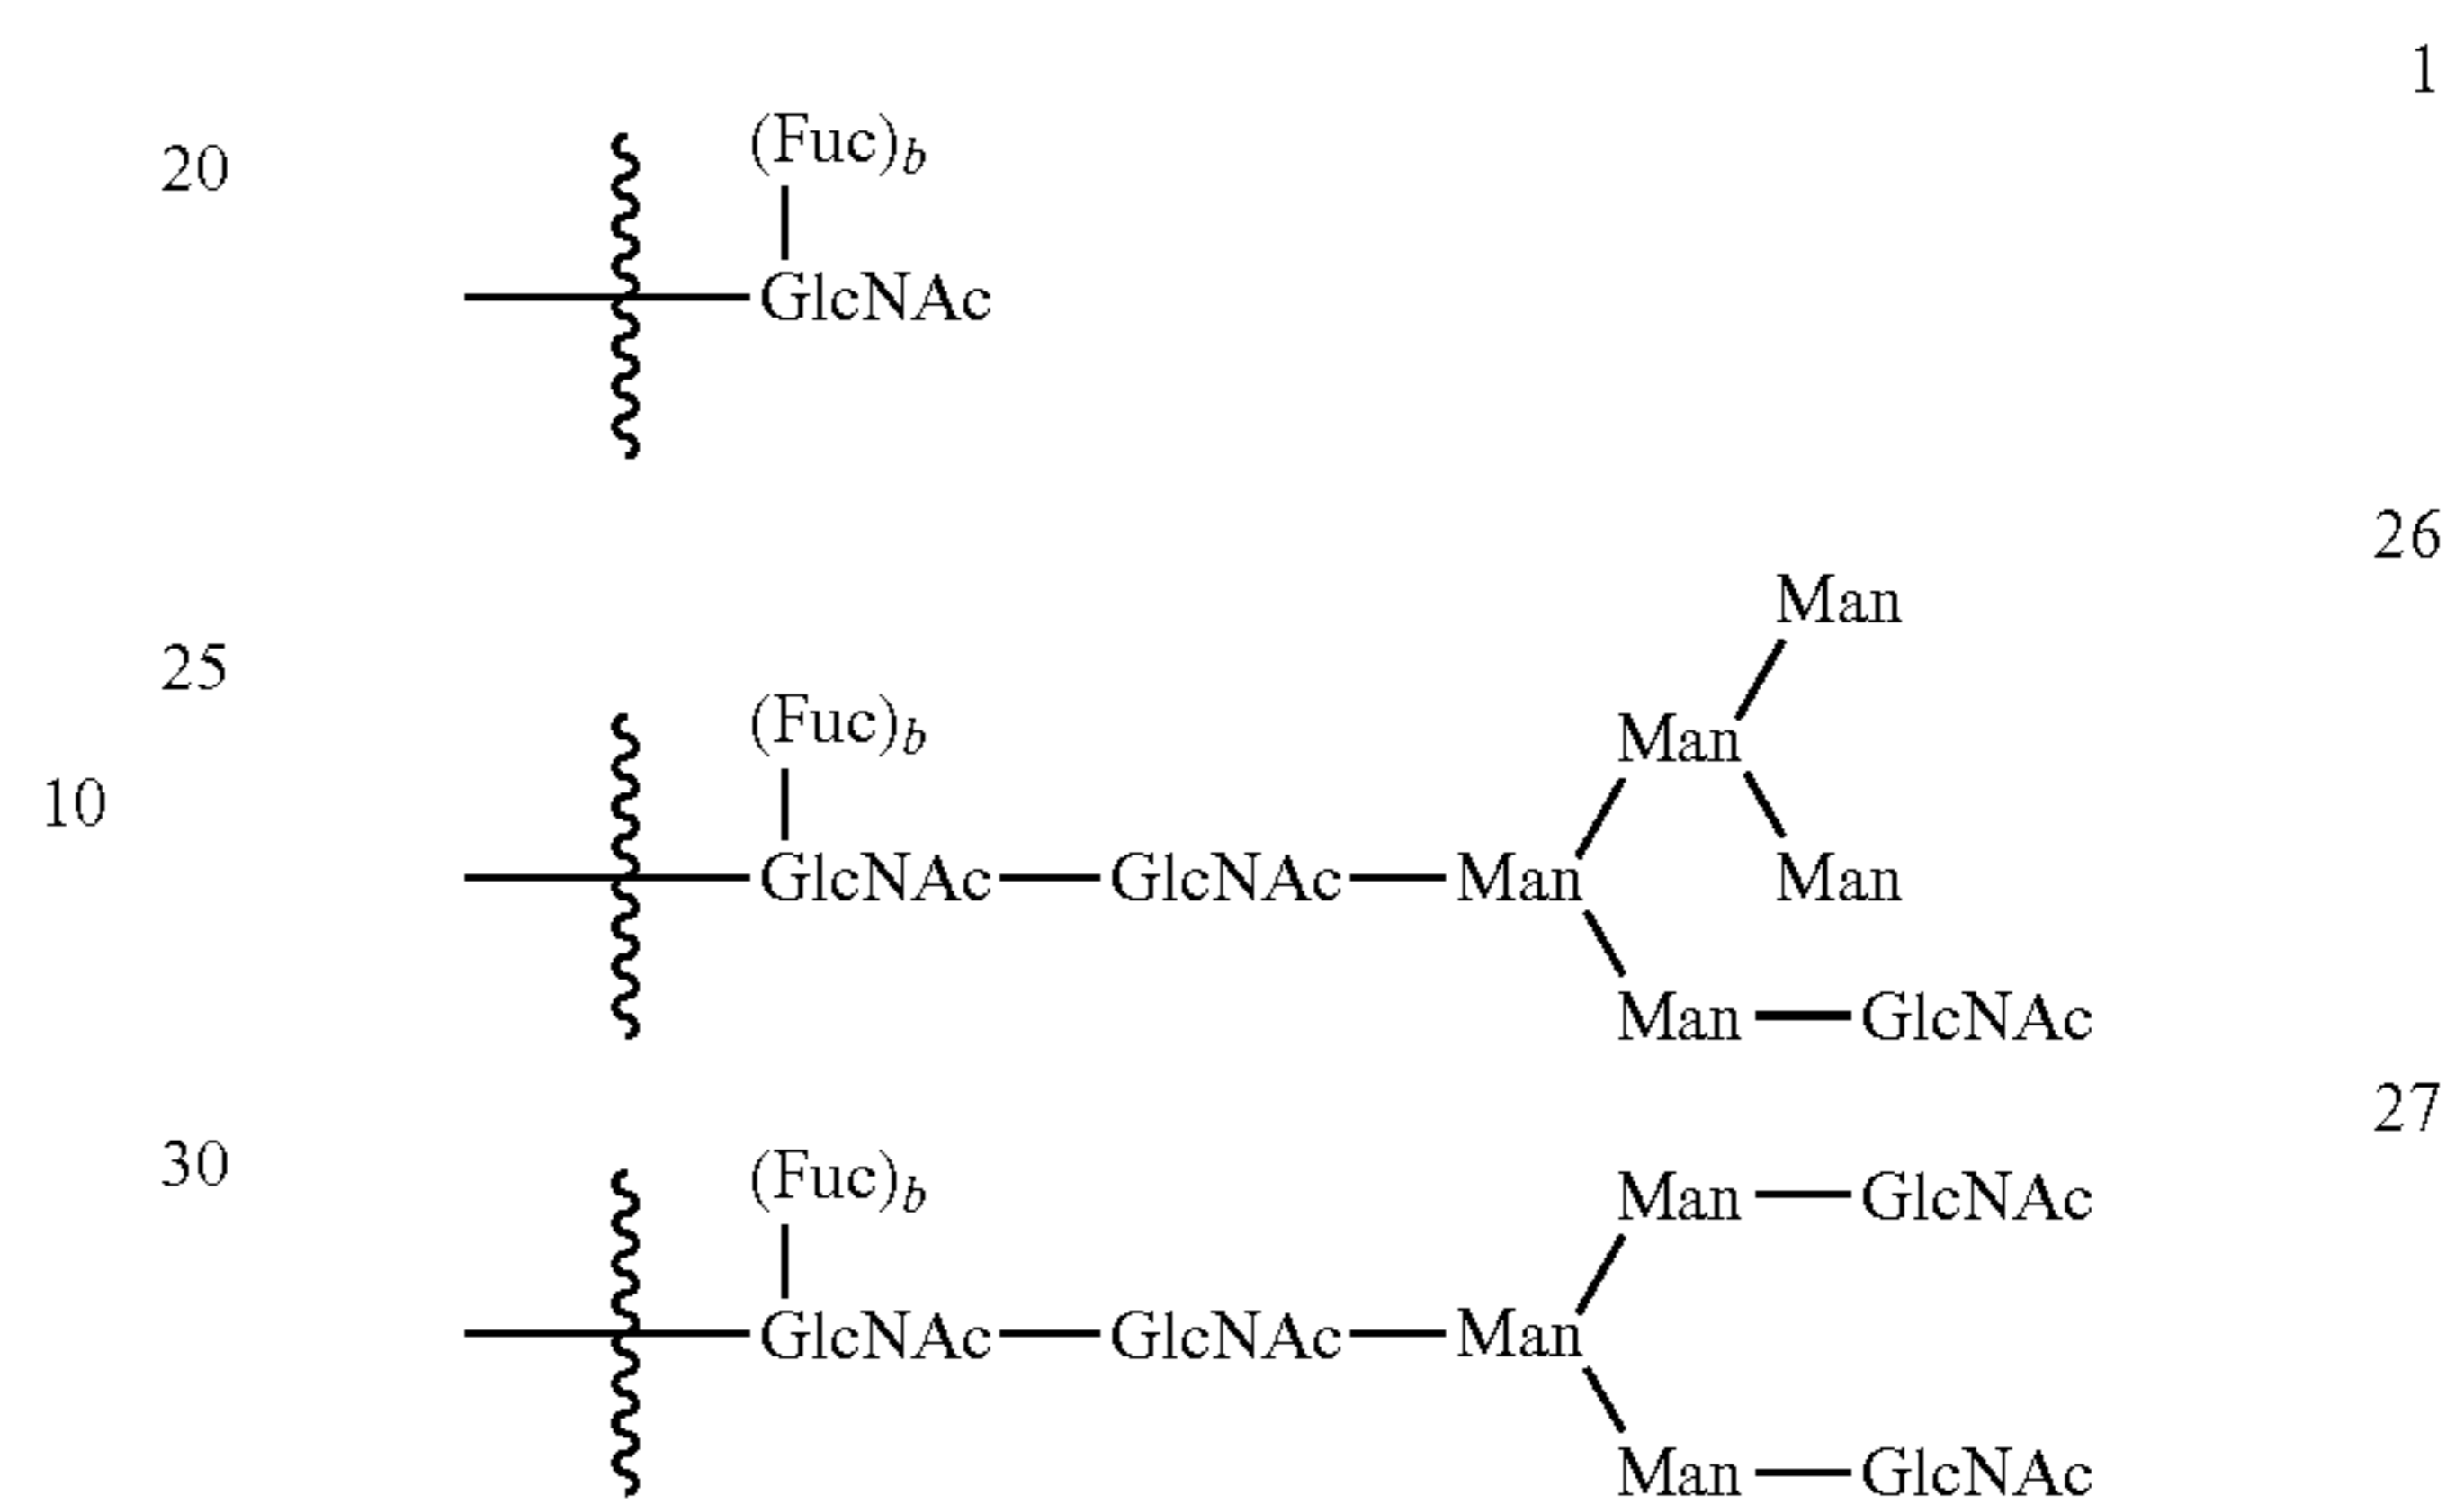 1
20 (Fuc)b
GlcNAc
26
Man
25 (Fuc)b Man
10
GlcNAc GlcNAc Man Man
Man GlcNAc
27
30 (Fuc)b Man GlcNAc
GlcNAc GlcNAc Man
Man GlcNAc